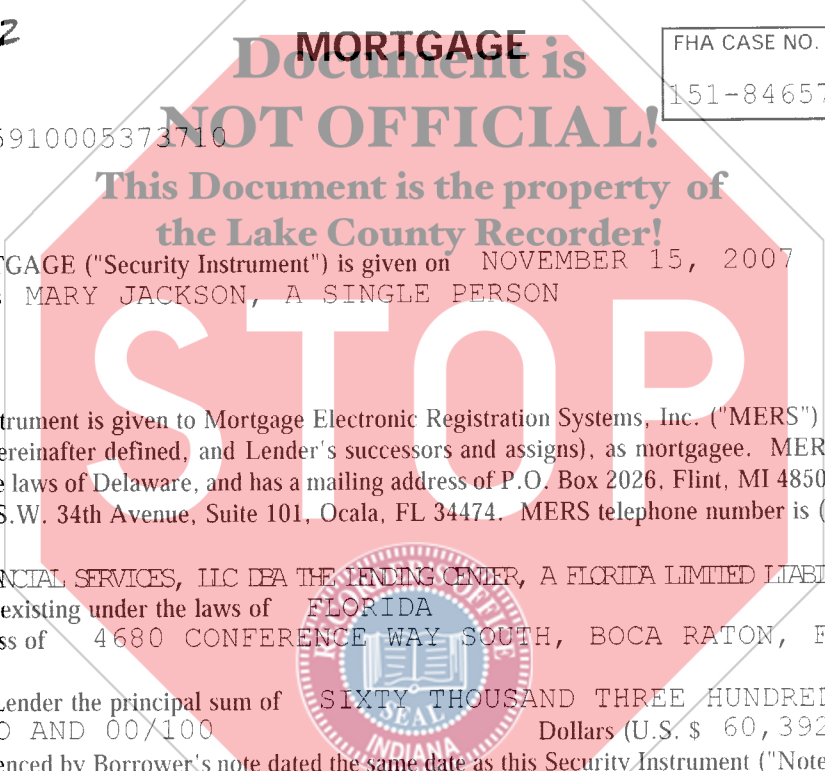 2
MORTGAGE
Document is
FHA CASE NO.
151-84657
NOT OFFICIAL!
5910005373710
This Document is the property of
the Lake County Recorder!
TGAGE ("Security Instrument") is given on NOVEMBER 15, 2007
MARY JACKSON, A SINGLE PERSON
STOP
trument is given to Mortgage Electronic Registration Systems, Inc. ("MERS")
ereinafter defined, and Lender's successors and assigns), as mortgagee. MER
e laws of Delaware, and has a mailing address of P.O. Box 2026, Flint, MI 4850
S.W. 34th Avenue, Suite 101, Ocala, FL 34474. MERS telephone number is (
NCIAL SERVICES, LLC DBA THE LENDING CENTER, A FLORIDA LIMITED LIABI
existing under the laws of FLORIDA
ss of 4680 CONFERENCE WAY SOUTH, BOCA RATON, F
Lender the principal sum of SIXTY THOUSAND THREE HUNDRED
O AND 00/100 Dollars (U.S. $ 60,392
enced by Borrower's note dated the same date as this Security Instrument ("Note
RECORDER'S OFFICE
SEAL
INDIANA